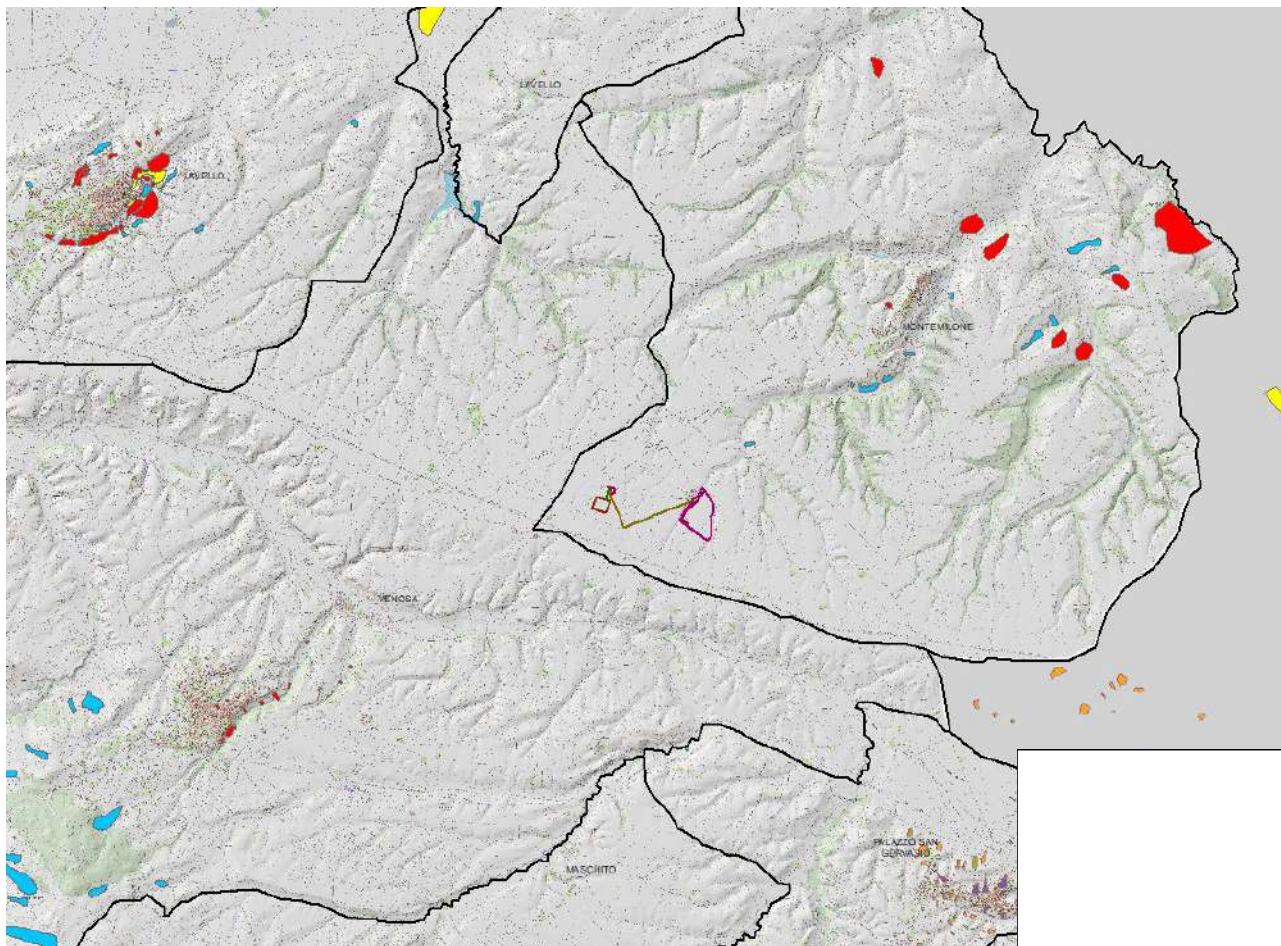 LAVELLO
LAVELLO
MONTEMILONE
VENOSA
PALAZZO SAN
GERVASIO
MASCHITO